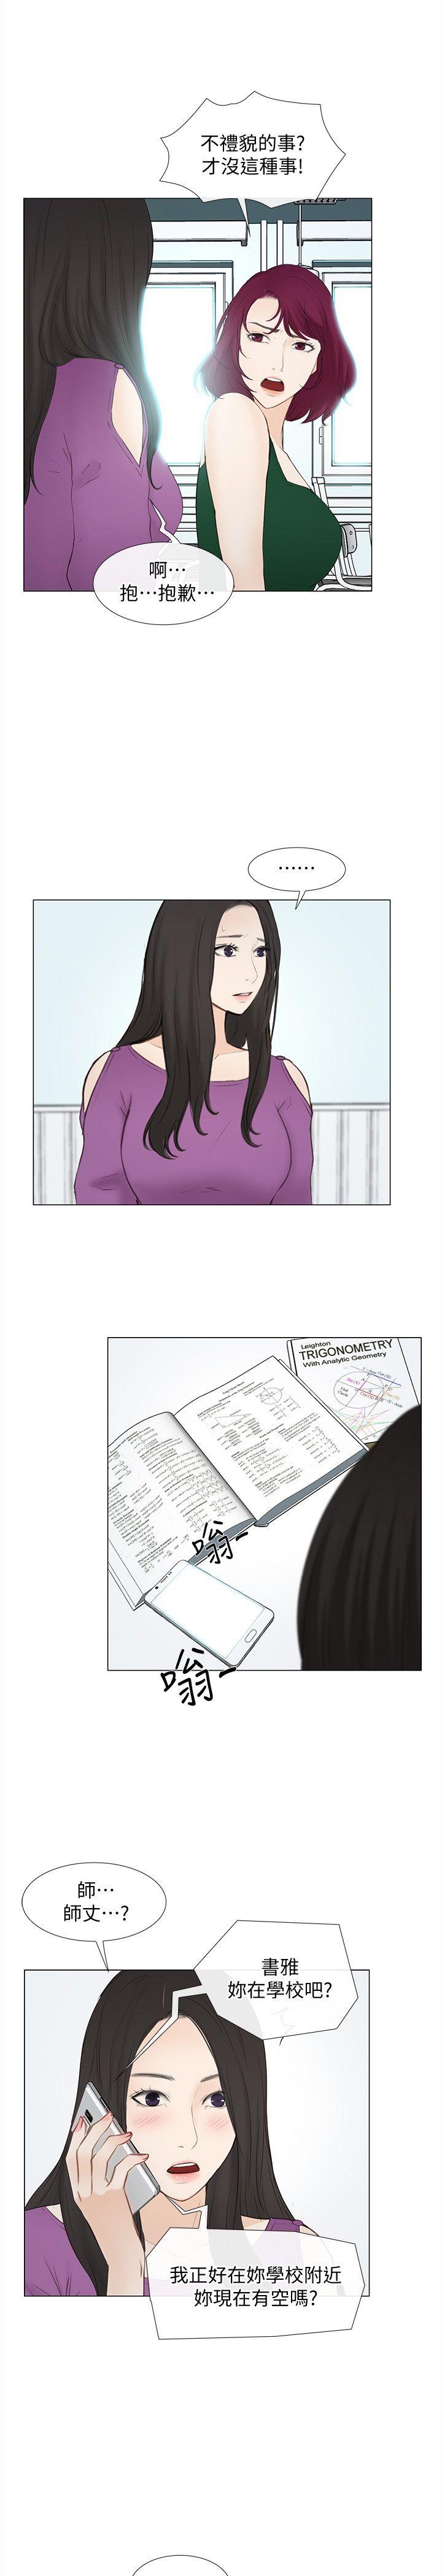 不禮貌的事?
才沒這種事!
啊…
抱…抱歉…
……
Leighton
TRIGONOMETRY
With Analytic Geometry
嗡-
嗡-
師…
師丈…?
書雅
妳在學校吧?
我正好在妳學校附近
妳現在有空嗎?